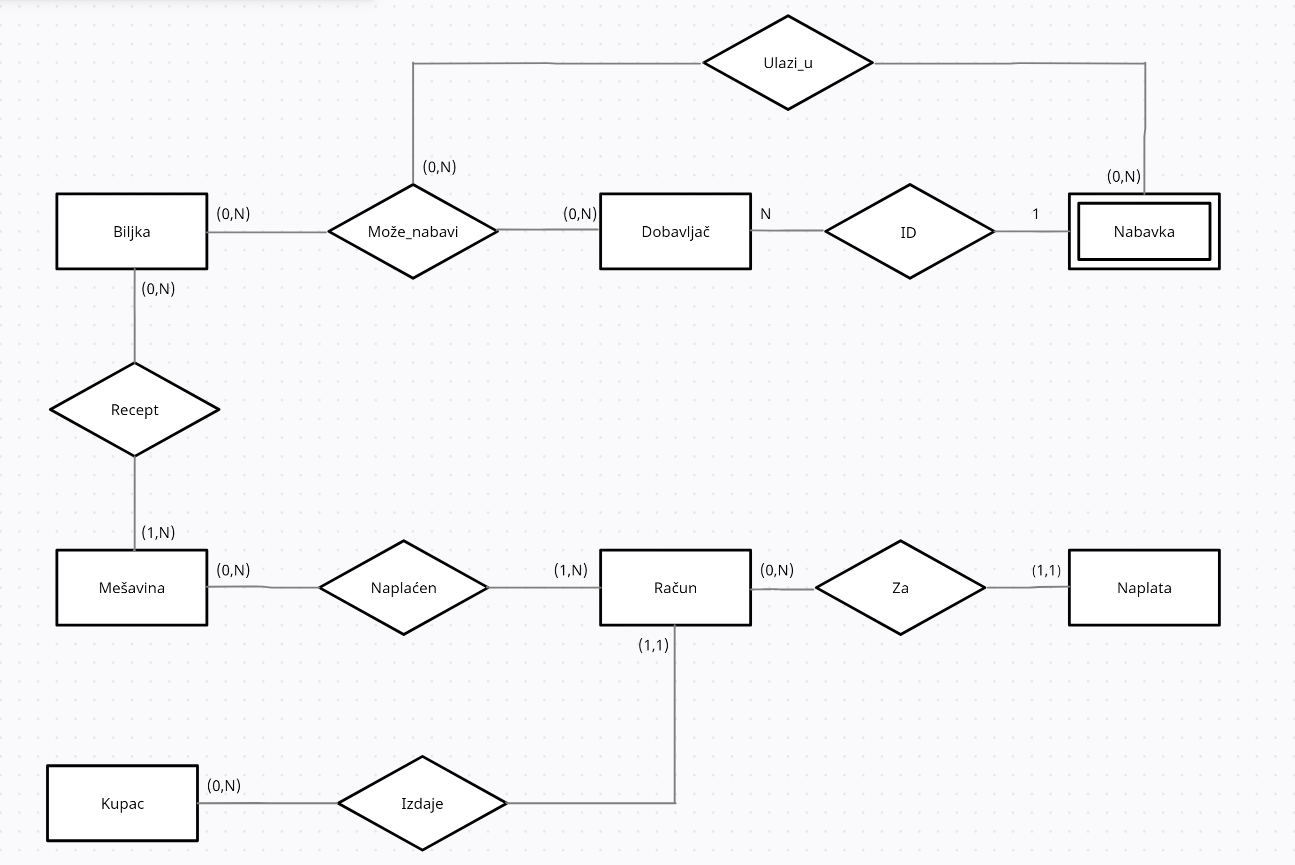 Ulazi_u
(0,N)
(0,N)
Biljka
(0,N)
Može_nabavi
(0,N)
Dobavljač
N
ID
1
Nabavka
(0,N)
Recept
(1,N)
Mešavina
(0,N)
Naplaćen
(1,N)
Račun
(0,N)
Za
(1,1)
Naplata
(1,1)
Kupac
(0,N)
Izdaje